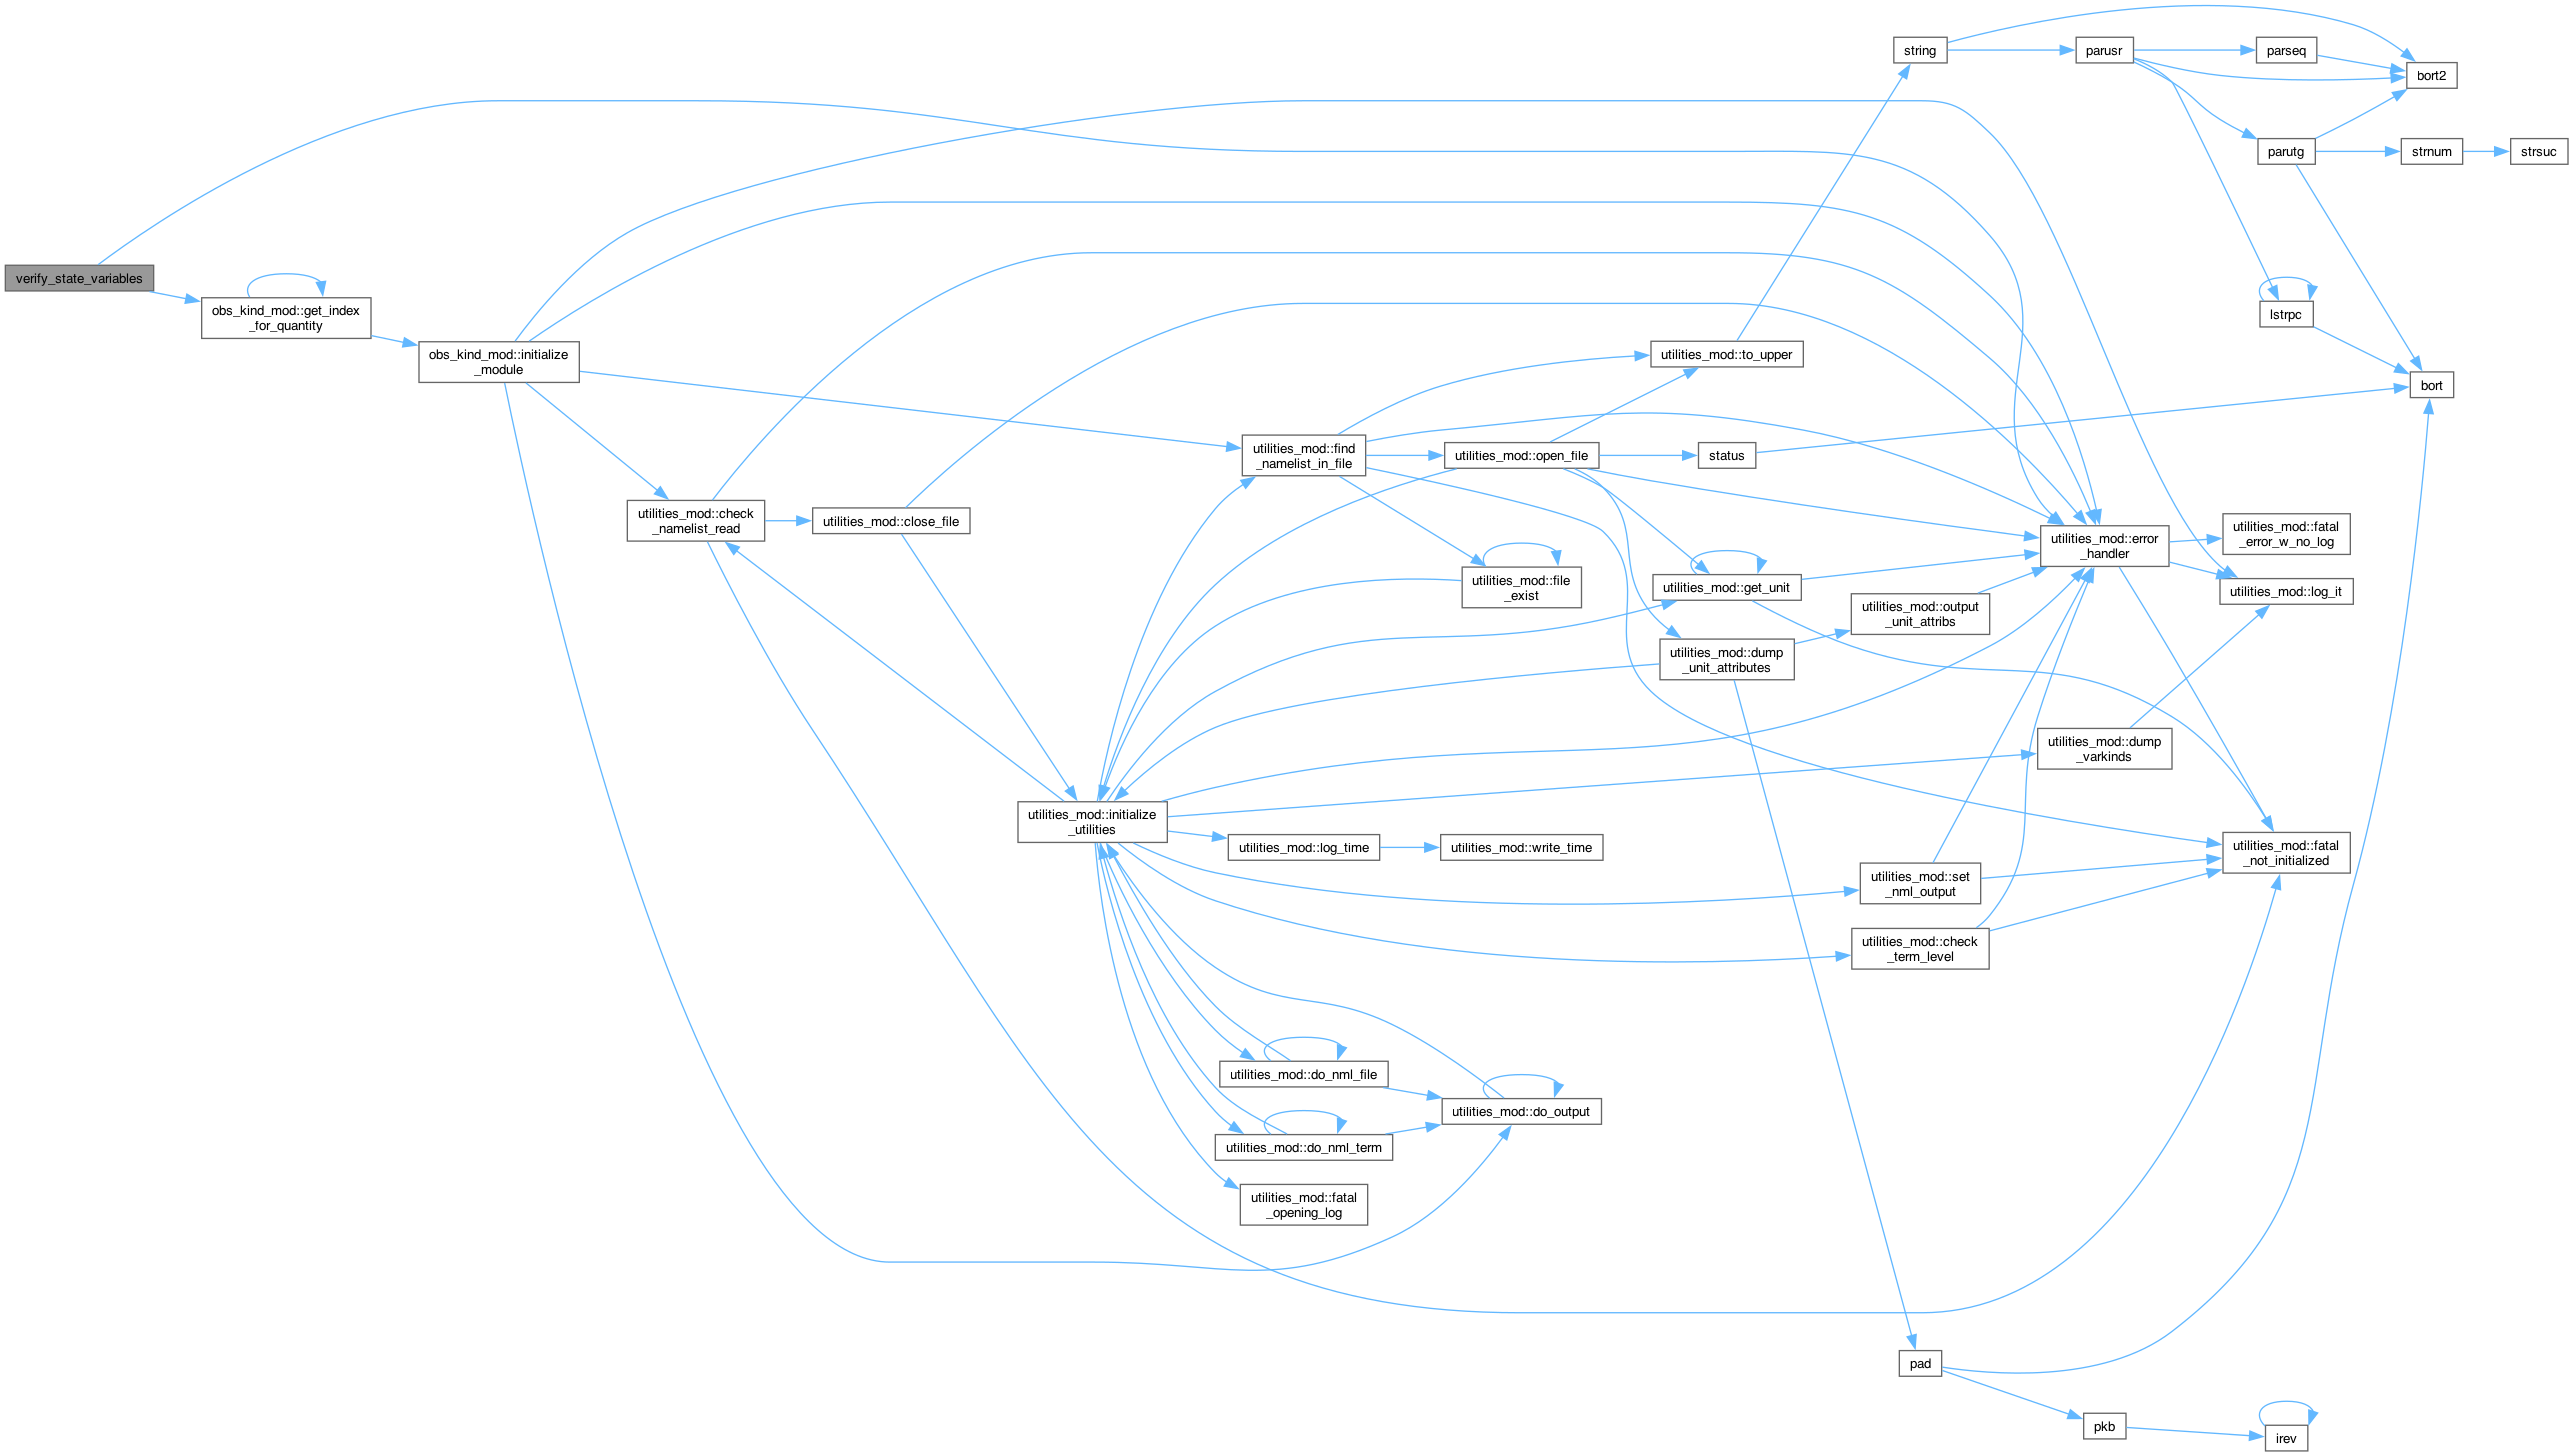 string
parusr
parseq
bort2
parutg
strnum
strsuc
verify_state_variables
obs_kind_mod::get_index
_for_quantity
lstrpc
obs_kind_mod::initialize
_module
utilities_mod::to_upper
bort
utilities_mod::find
_namelist_in_file
utilities_mod::open_file
status
utilities_mod::check
_namelist_read
utilities_mod::close_file
utilities_mod::error
_handler
utilities_mod::fatal
_error_w_no_log
utilities_mod::file
_exist
utilities_mod::get_unit
utilities_mod::log_it
utilities_mod::output
_unit_attribs
utilities_mod::dump
_unit_attributes
utilities_mod::dump
_varkinds
utilities_mod::initialize
_utilities
utilities_mod::log_time
utilities_mod::write_time
utilities_mod::fatal
_not_initialized
utilities_mod::set
_nml_output
utilities_mod::check
_term_level
utilities_mod::do_nml_file
utilities_mod::do_output
utilities_mod::do_nml_term
utilities_mod::fatal
_opening_log
pad
pkb
irev